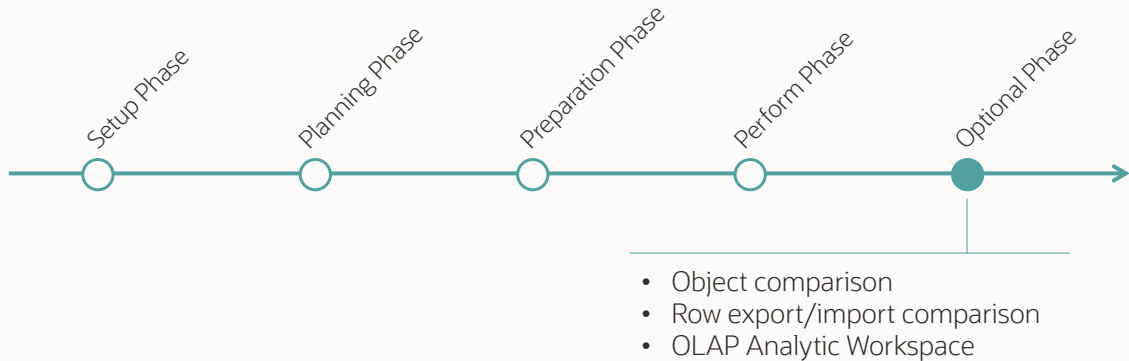 Setup Phase
Planning Phase
Preparation Phase
Perform Phase
Optional Phase
• Object comparison
• Row export/import comparison
• OLAP Analytic Workspace